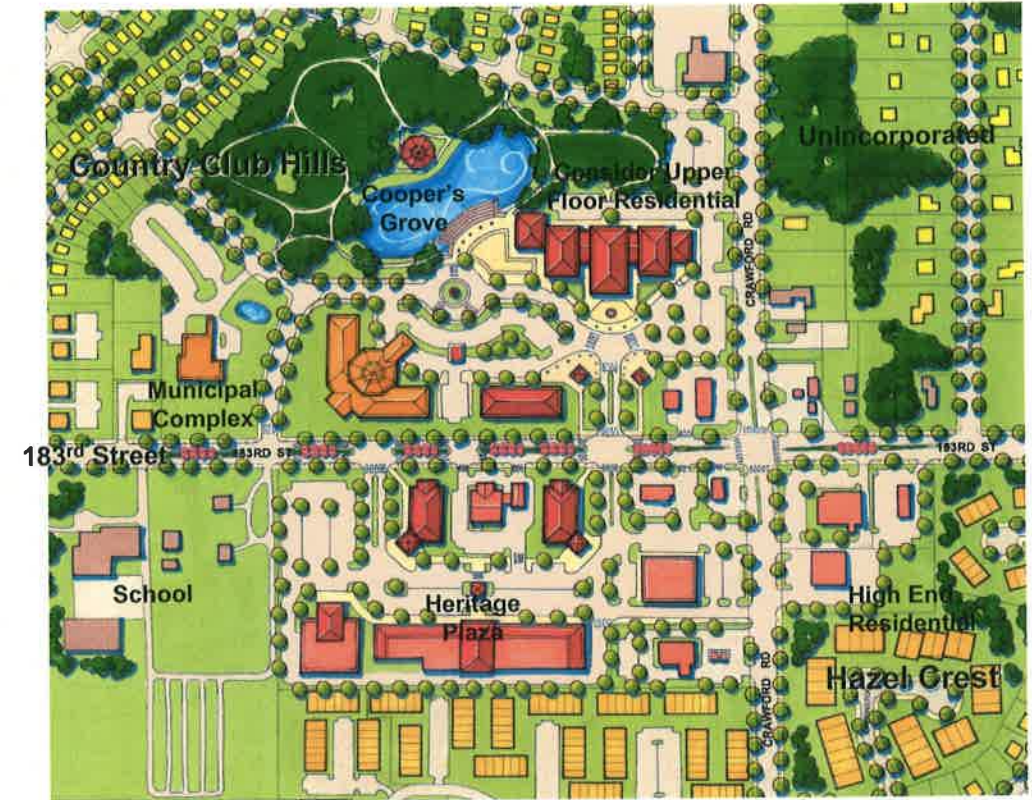 Unincorporated
Country Club Hills
Consider Upper
Floor Residential
Cooper's
Grove
CRAWFORD RD
Municipal
Complex
183rd Street
183RD ST
183RD ST
School
Heritage
Plaza
High End
Residential
Hazel Crest
CRAWFORD RD